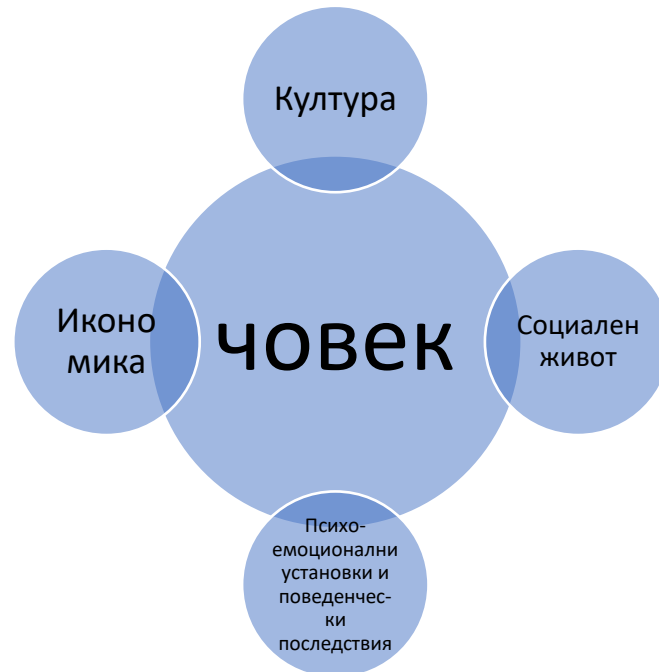 Култура
Иконо
мика
човек
Социален
живот
Психо-
емоционални
установки и
поведенчес-
ки
последствия